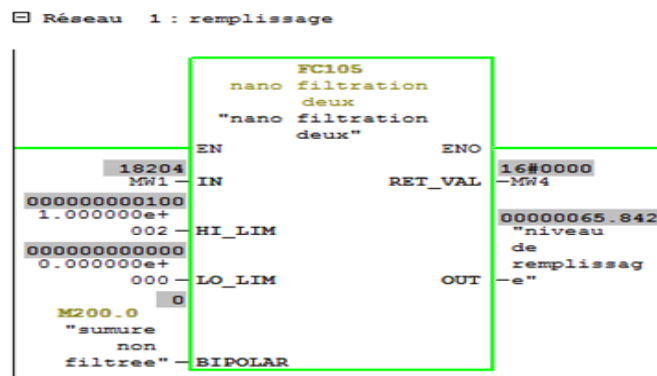 Réseau 1 : remplissage
FC105
nano filtration
deux
"nano filtration
deux"
EN ENO
18204 16#0000
MW1 IN RET_VAL MW4
000000000100
1.000000e+ 00000065.842
002 HI_LIM "niveau
000000000000 de
0.000000e+ remplissag
000 LO_LIM OUT e"
0
M200.0
"sumure
non
filtree" BIPOLAR